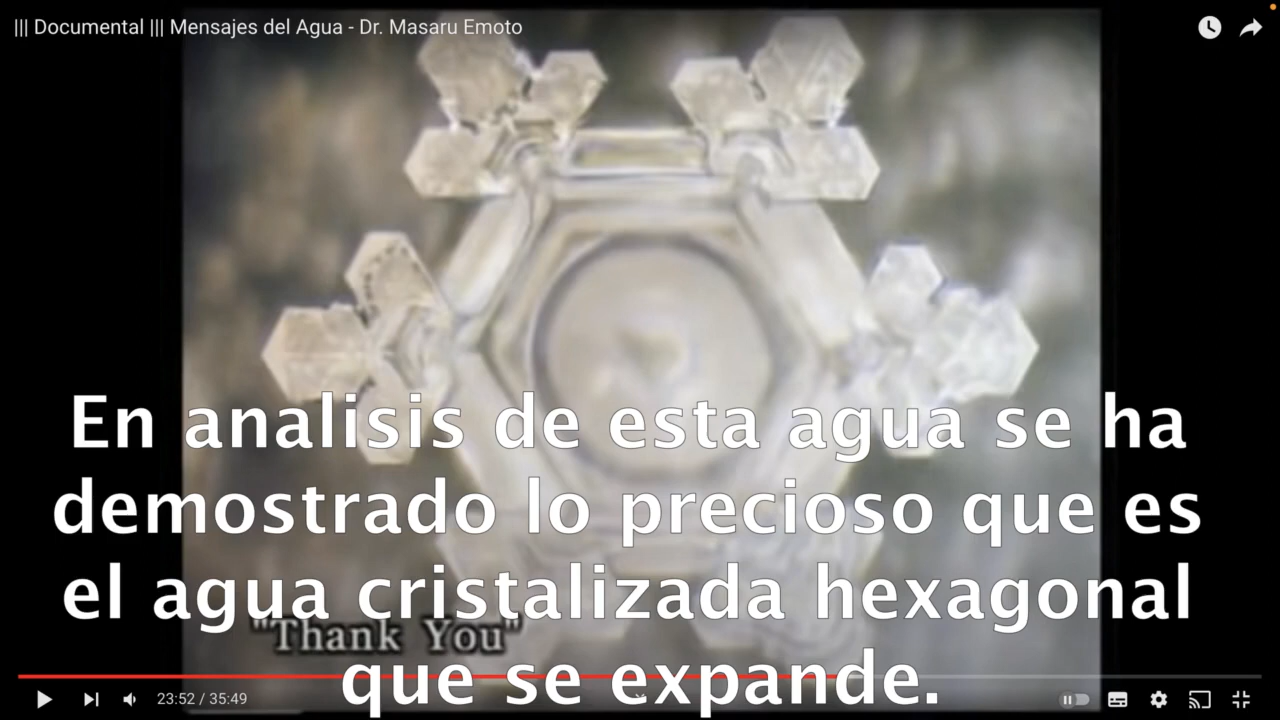 ||| Documental ||| Mensajes del Agua - Dr. Masaru Emoto
En analisis de esta agua se ha
demostrado lo precioso que es
el agua cristalizada hexagonal
"Thank You"
que se expande.
23:52 / 35:49